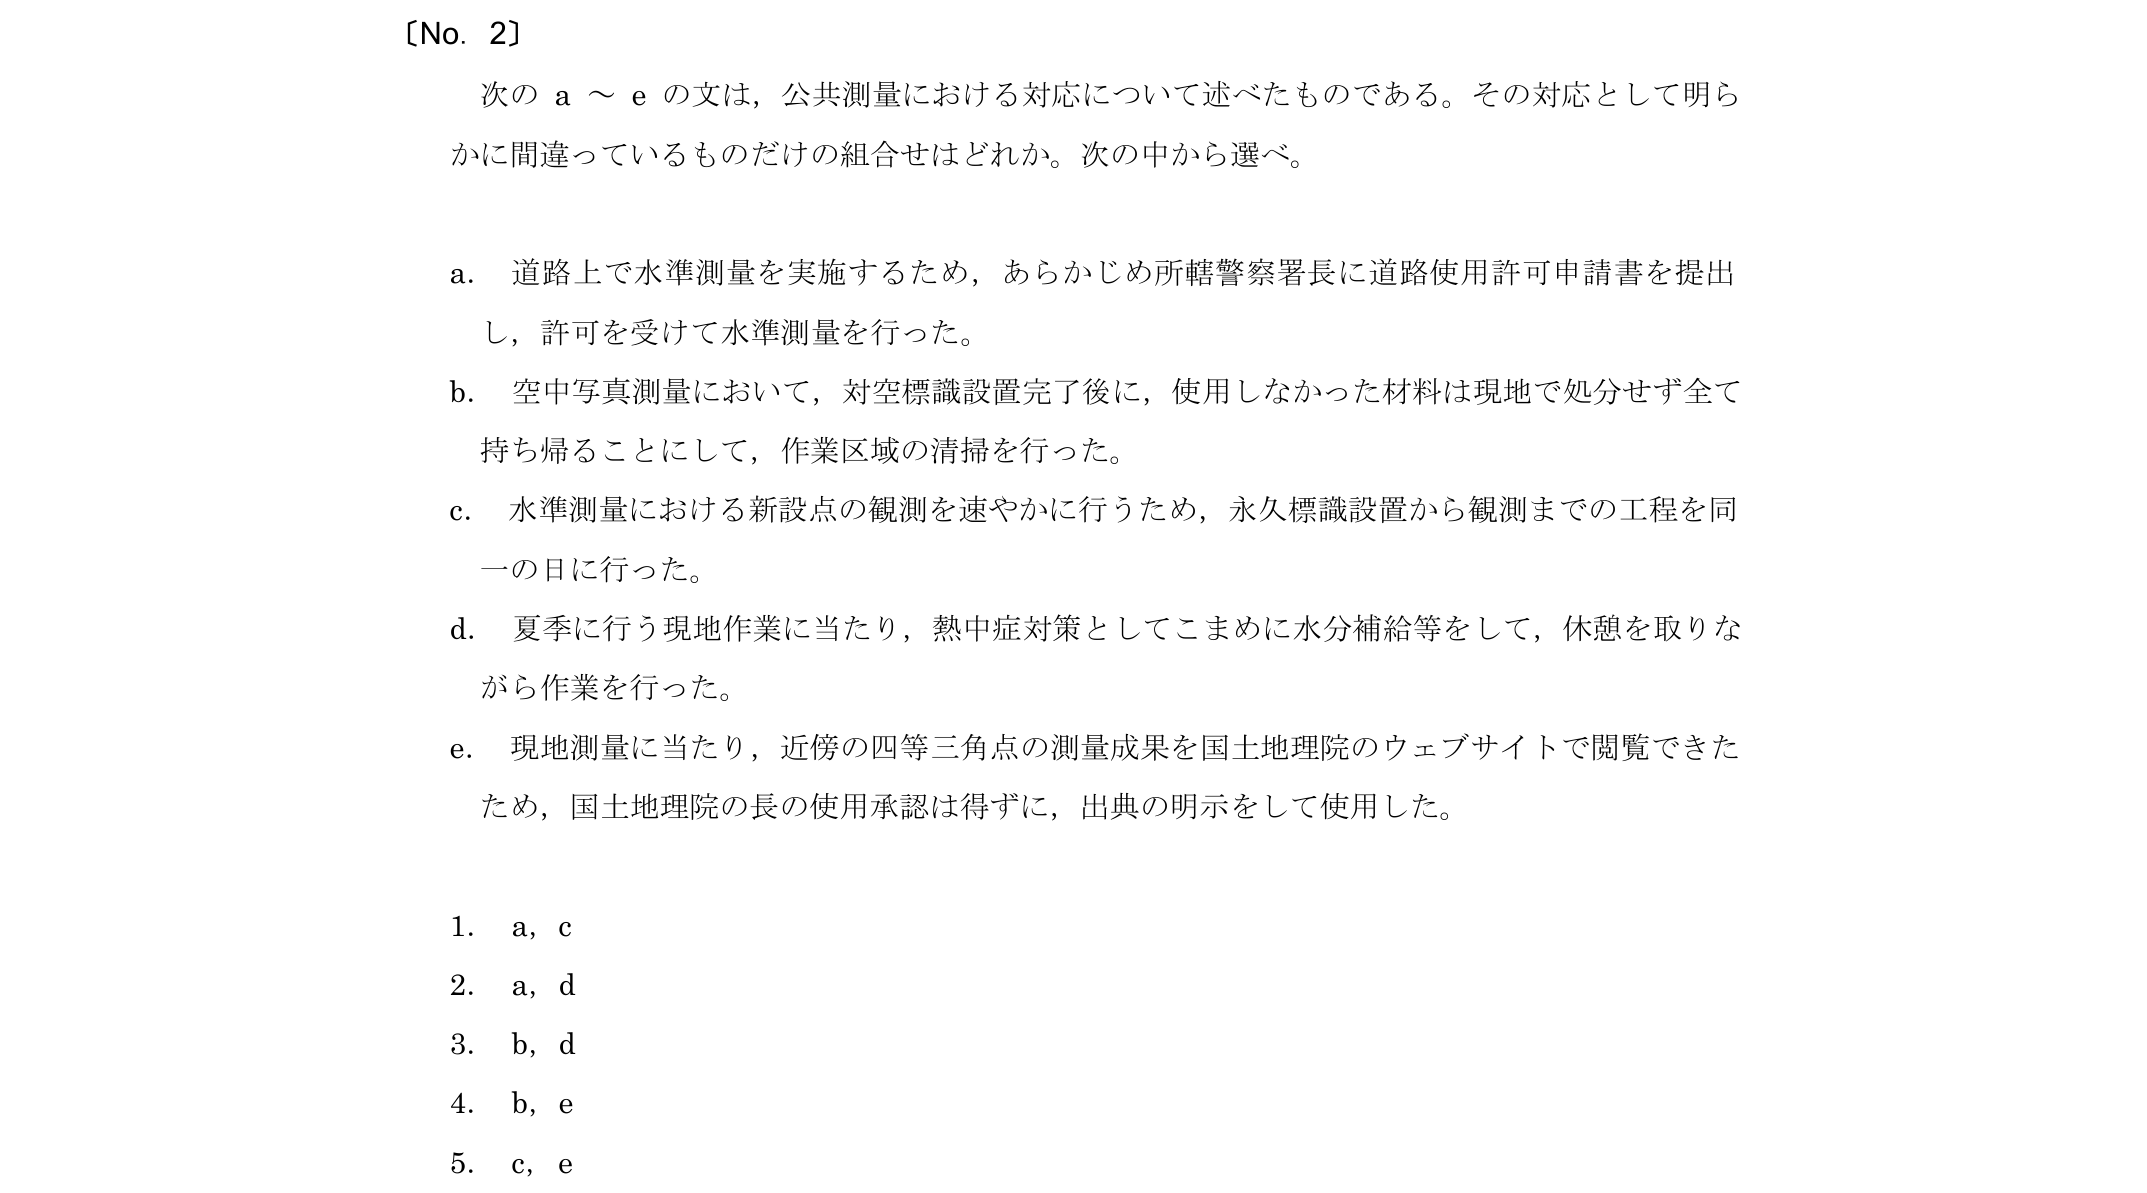 〔No. 2〕
次の a ～ e の文は，公共測量における対応について述べたものである。その対応として明ら
かに間違っているものだけの組合せはどれか。次の中から選べ。
a. 道路上で水準測量を実施するため，あらかじめ所轄警察署長に道路使用許可申請書を提出
し，許可を受けて水準測量を行った。
b. 空中写真測量において，対空標識設置完了後に，使用しなかった材料は現地で処分せず全て
持ち帰ることにして，作業区域の清掃を行った。
c. 水準測量における新設点の観測を速やかに行うため，永久標識設置から観測までの工程を同
一の日に行った。
d. 夏季に行う現地作業に当たり，熱中症対策としてこまめに水分補給等をして，休憩を取りな
がら作業を行った。
e. 現地測量に当たり，近傍の四等三角点の測量成果を国土地理院のウェブサイトで閲覧できた
ため，国土地理院の長の使用承認は得ずに，出典の明示をして使用した。
1. a，c
2. a，d
3. b，d
4. b，e
5. c，e